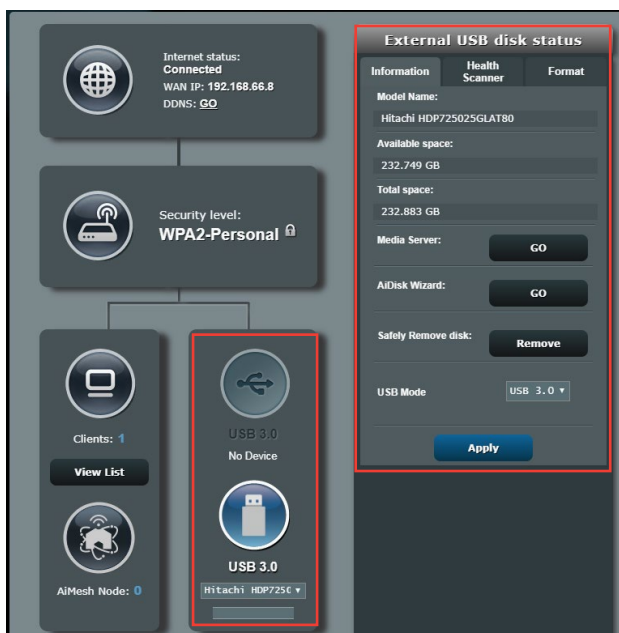 Internet status:
Connected
WAN IP: 192.168.66.8
DDNS: GO
Security level:
WPA2-Personal
Clients: 1
View List
AiMesh Node: 0
USB 3.0
No Device
USB 3.0
Hitachi HDP725C
External USB disk status
Information
Health Scanner
Format
Model Name:
Hitachi HDP725025GLAT80
Available space:
232.749 GB
Total space:
232.883 GB
Media Server:
GO
AiDisk Wizard:
GO
Safely Remove disk:
Remove
USB Mode
USB 3.0
Apply